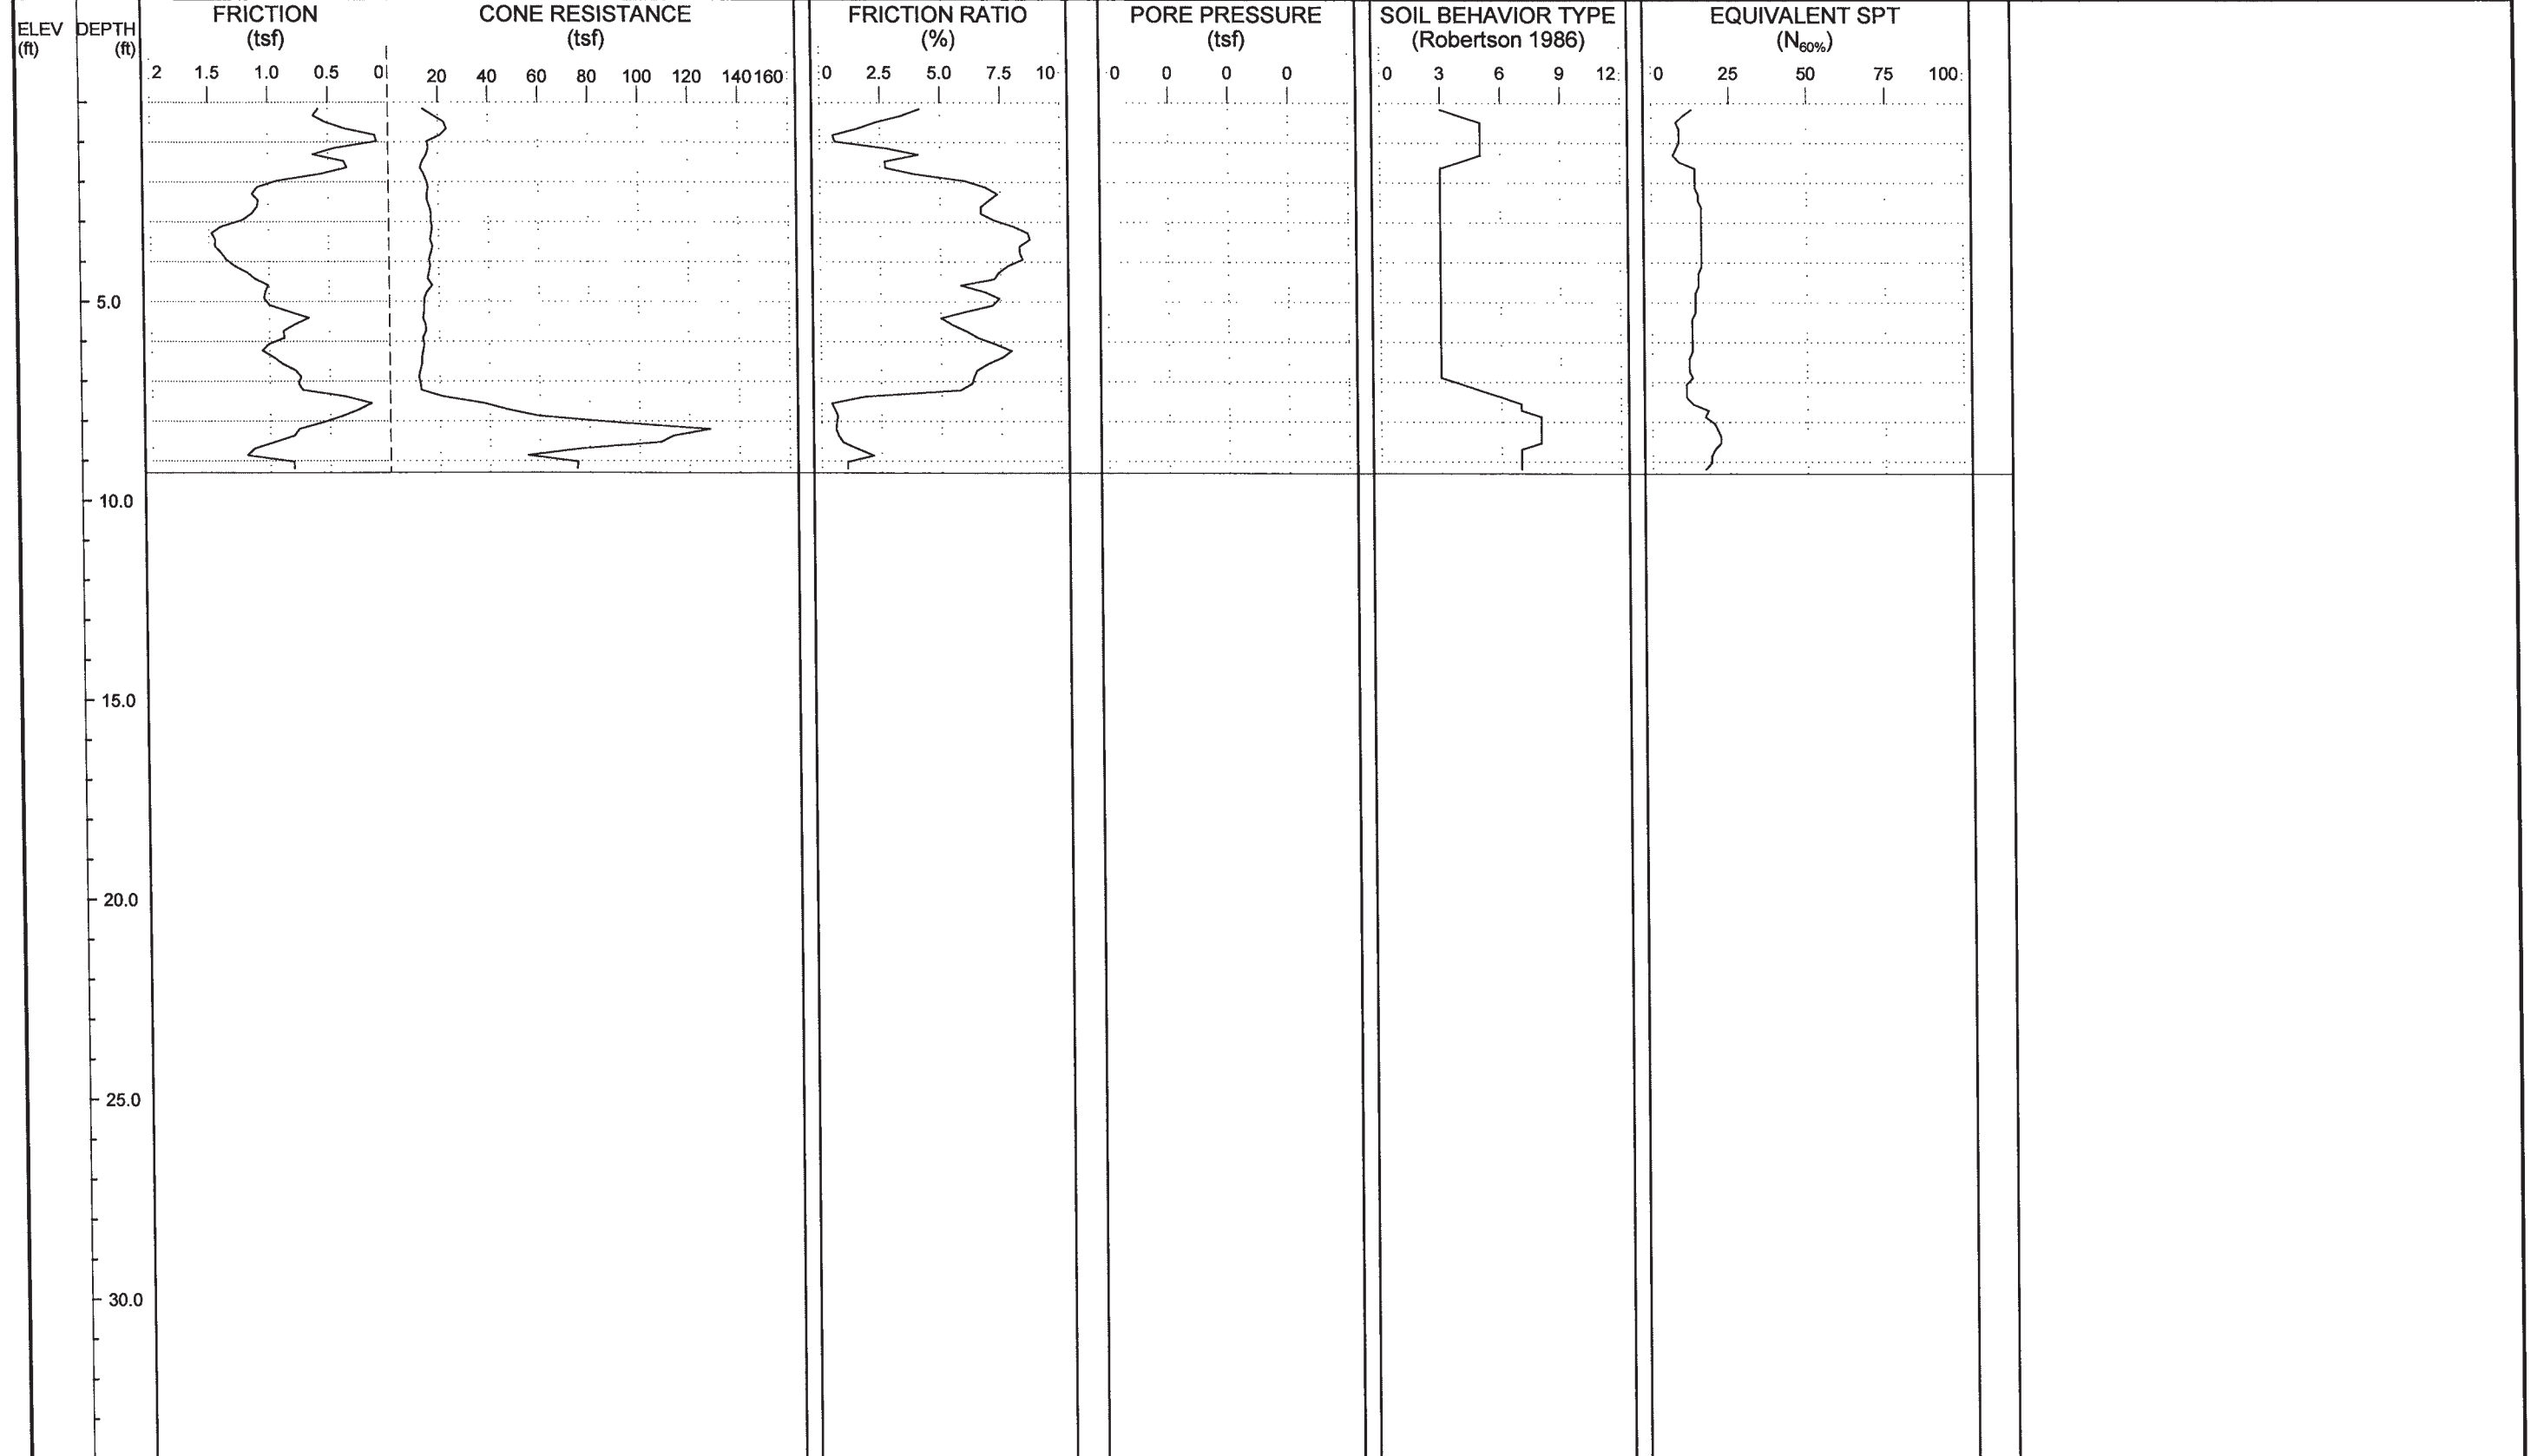 ELEV
(ft)
DEPTH
(ft)
FRICTION
(tsf)
CONE RESISTANCE
(tsf)
FRICTION RATIO
(%)
PORE PRESSURE
(tsf)
SOIL BEHAVIOR TYPE
(Robertson 1986)
EQUIVALENT SPT
(N60%)
2 1.5 1.0 0.5 0
20 40 60 80 100 120 140 160
0 2.5 5.0 7.5 10
0 0 0 0
0 3 6 9 12
0 25 50 75 100
5.0
10.0
15.0
20.0
25.0
30.0